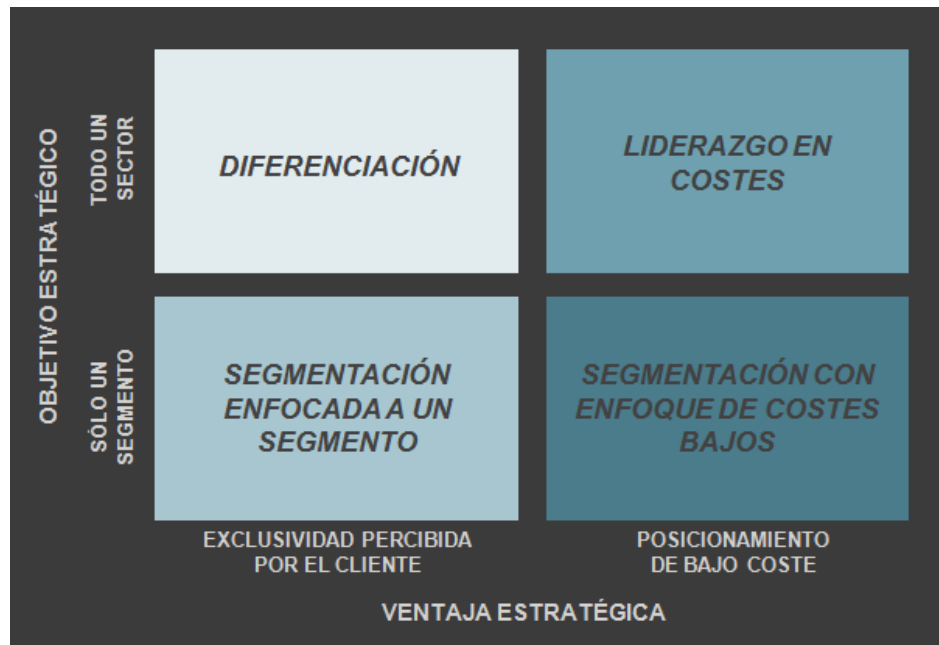 OBJETIVO ESTRATÉGICO
TODO UN
SECTOR
DIFERENCIACIÓN
LIDERAZGO EN
COSTES
SÓLO UN
SEGMENTO
SEGMENTACIÓN
ENFOCADA A UN
SEGMENTO
SEGMENTACIÓN CON
ENFOQUE DE COSTES
BAJOS
EXCLUSIVIDAD PERCIBIDA
POR EL CLIENTE
POSICIONAMIENTO
DE BAJO COSTE
VENTAJA ESTRATÉGICA